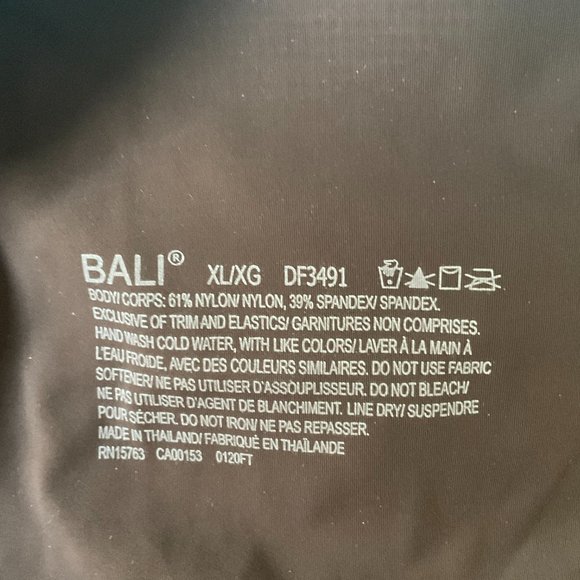 BALI® XL/XG DF3491
BODY/ CORPS: 61% NYLON/ NYLON, 39% SPANDEX/ SPANDEX.
EXCLUSIVE OF TRIM AND ELASTICS/ GARNITURES NON COMPRISES.
HAND WASH COLD WATER, WITH LIKE COLORS/ LAVER À LA MAIN À
L'EAU FROIDE, AVEC DES COULEURS SIMILAIRES. DO NOT USE FABRIC
SOFTENER/ NE PAS UTILISER D'ASSOUPLISSEUR. DO NOT BLEACH/
NE PAS UTILISER D'AGENT DE BLANCHIMENT. LINE DRY/ SUSPENDRE
POUR SÉCHER. DO NOT IRON/ NE PAS REPASSER.
MADE IN THAILAND/ FABRIQUÉ EN THAÏLANDE
RN15763 CA00153 0120FT